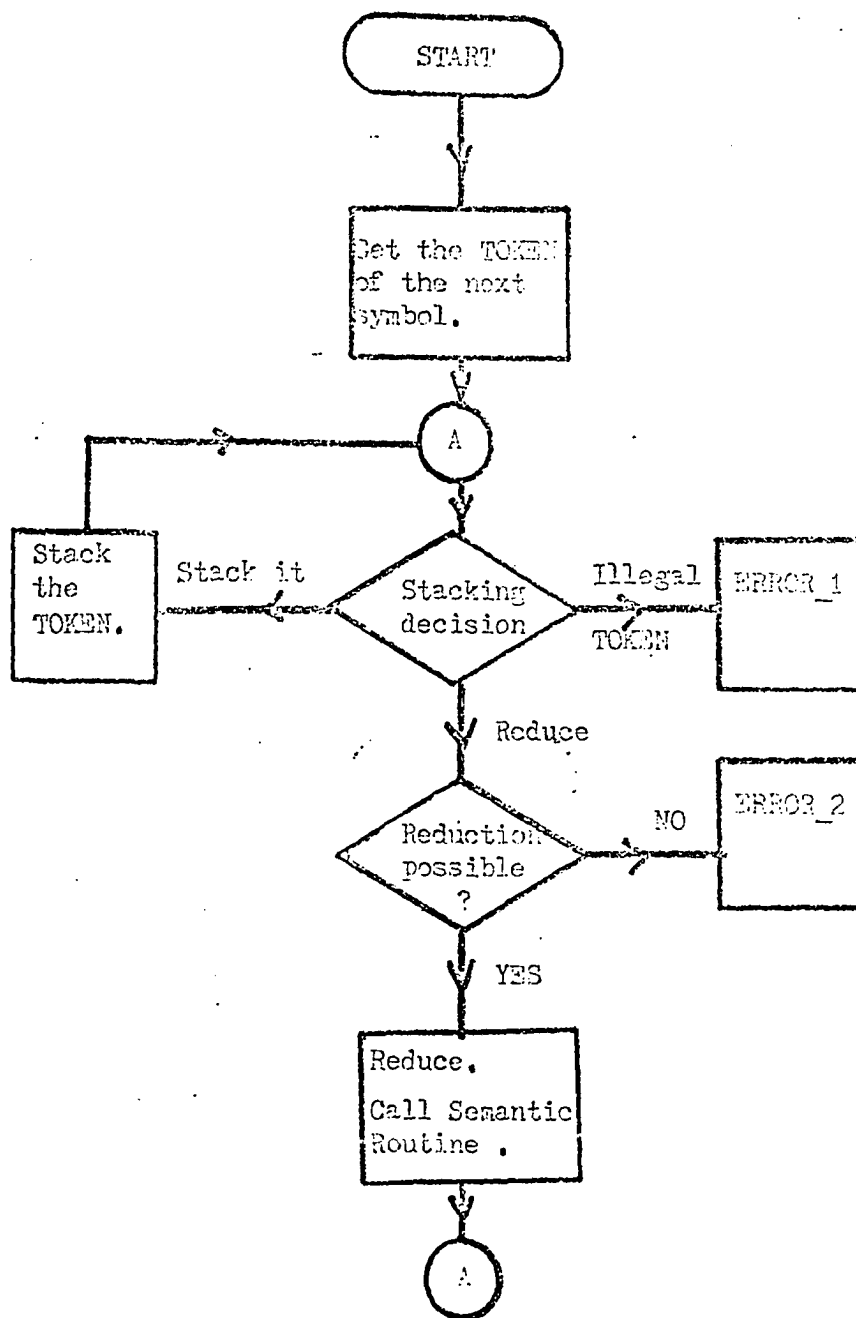 START
Get the TOKEN
of the next
symbol.
A
Stack
the
TOKEN.
Stack it
Stacking
decision
Illegal
TOKEN
ERROR_1
Reduce
Reduction
possible
?
NO
ERROR_2
YES
Reduce.
Call Semantic
Routine .
A